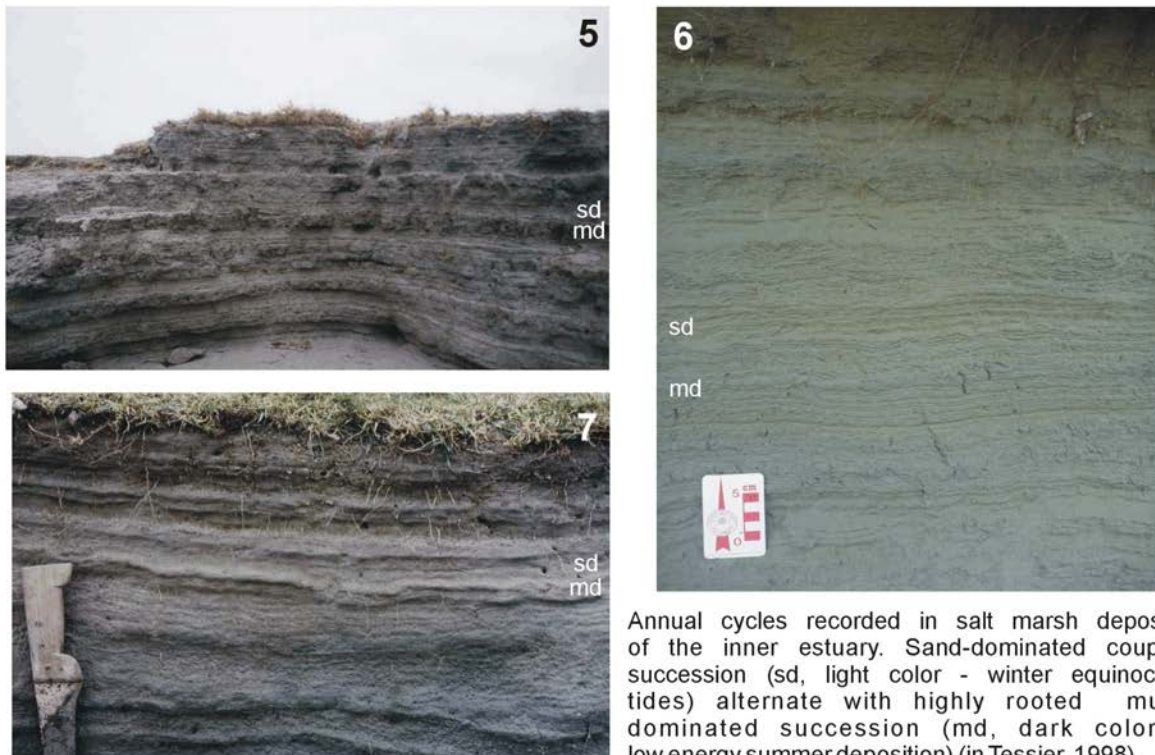 5
sd
md
6
sd
md
cm
5
0
7
sd
md
Annual cycles recorded in salt marsh depos
of the inner estuary. Sand-dominated coup
succession (sd, light color - winter equinoc
tides) alternate with highly rooted mu
dominated succession (md, dark color
low energy summer deposition) (in Tessier, 1998)